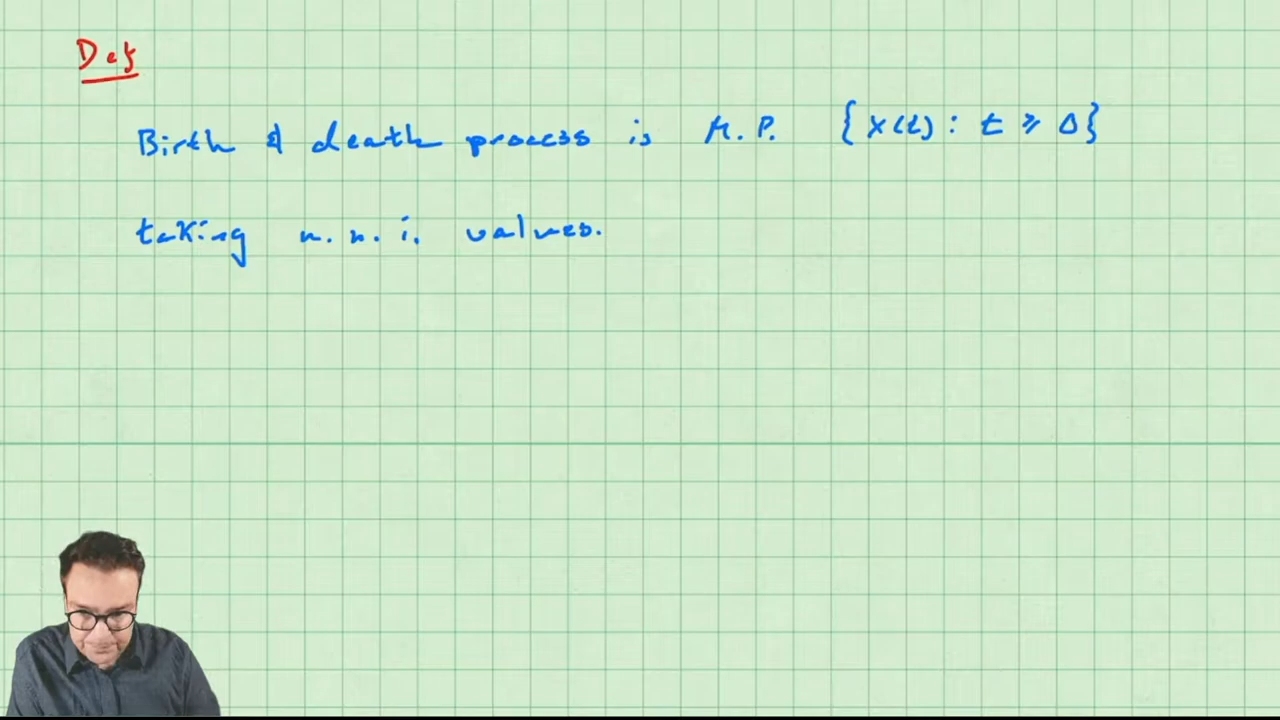 Def
Birth & death process is M.P. {X(t) : t ≥ 0}
taking n.n.i. values.